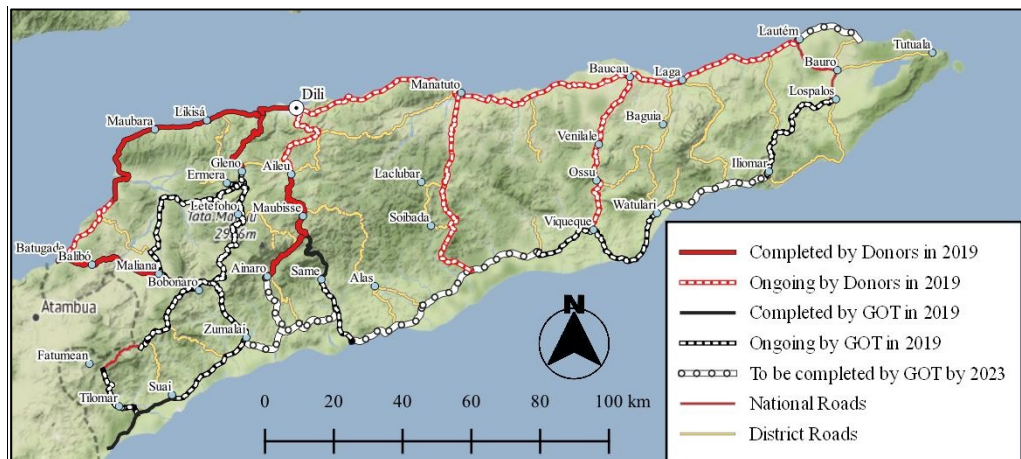 Lautém
Tutuala
Bauro
Baucau
Laga
Manatuto
Lospalos
Dili
Likisá
Maubara
Baguia
Venilale
Gleno
Ermera
Aileu
Iliomar
Laclubar
Ossu
Letefoho
Maubisse
Watulari
Soibada
Viqueque
Batugade
Balibó
Maliana
Ainaro
Same
Alas
Bobonaro
Atambua
Zumalai
Fatumean
Suai
Tilomar
N
0 20 40 60 80 100 km
Completed by Donors in 2019
Ongoing by Donors in 2019
Completed by GOT in 2019
Ongoing by GOT in 2019
To be completed by GOT by 2023
National Roads
District Roads